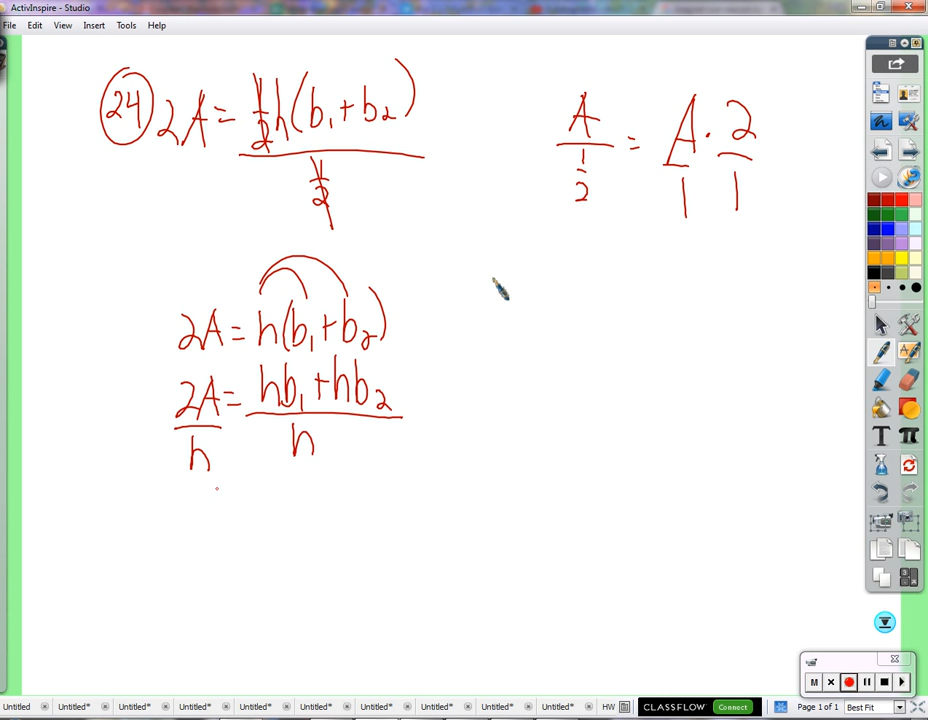 ActivInspire - Studio
File Edit View Insert Tools Help
24 2A = 1/2 h(b1+b2)
1/2
A / 1/2 = A/1 · 2/1
2A = h(b1+b2)
2A = hb1+hb2
h h
M
Untitled Untitled* Untitled* Untitled* Untitled* Untitled* Untitled* Untitled* Untitled* Untitled* HW CLASSFLOW Connect Page 1 of 1 Best Fit